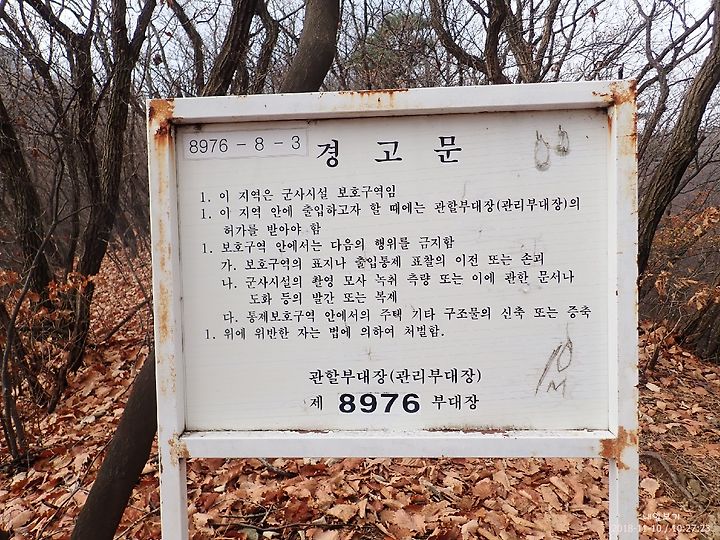 8976 - 8 - 3
경 고 문
1. 이 지역은 군사시설 보호구역임
1. 이 지역 안에 출입하고자 할 때에는 관할부대장(관리부대장)의
허가를 받아야 함
1. 보호구역 안에서는 다음의 행위를 금지함
가. 보호구역의 표지나 출입통제 표찰의 이전 또는 손괴
나. 군사시설의 촬영 모사 녹취 측량 또는 이에 관한 문서나
도화 등의 발간 또는 복제
다. 통제보호구역 안에서의 주택 기타 구조물의 신축 또는 증축
1. 위에 위반한 자는 법에 의하여 처벌함.
관할부대장(관리부대장)
제 8976 부대장
2018-11-10 / 10:27:23